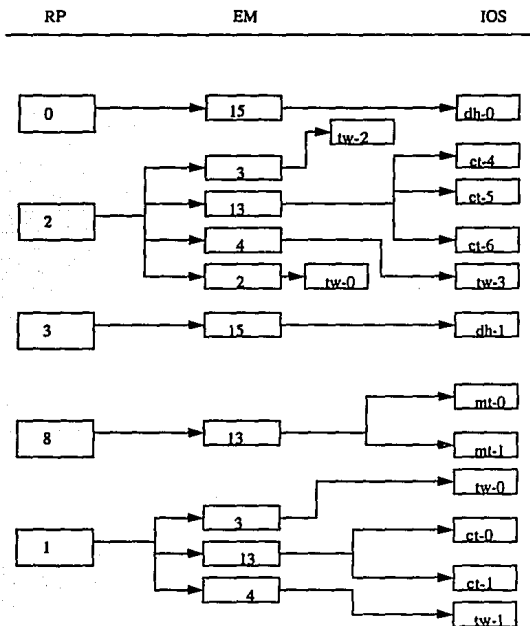 RP EM IOS
0 15 dh-0
tw-2
3 ct-4
2 13 ct-5
4 ct-6
2 tw-0 tw-3
3 15 dh-1
mt-0
8 13
mt-1
tw-0
3 ct-0
1 13
4 ct-1
tw-1